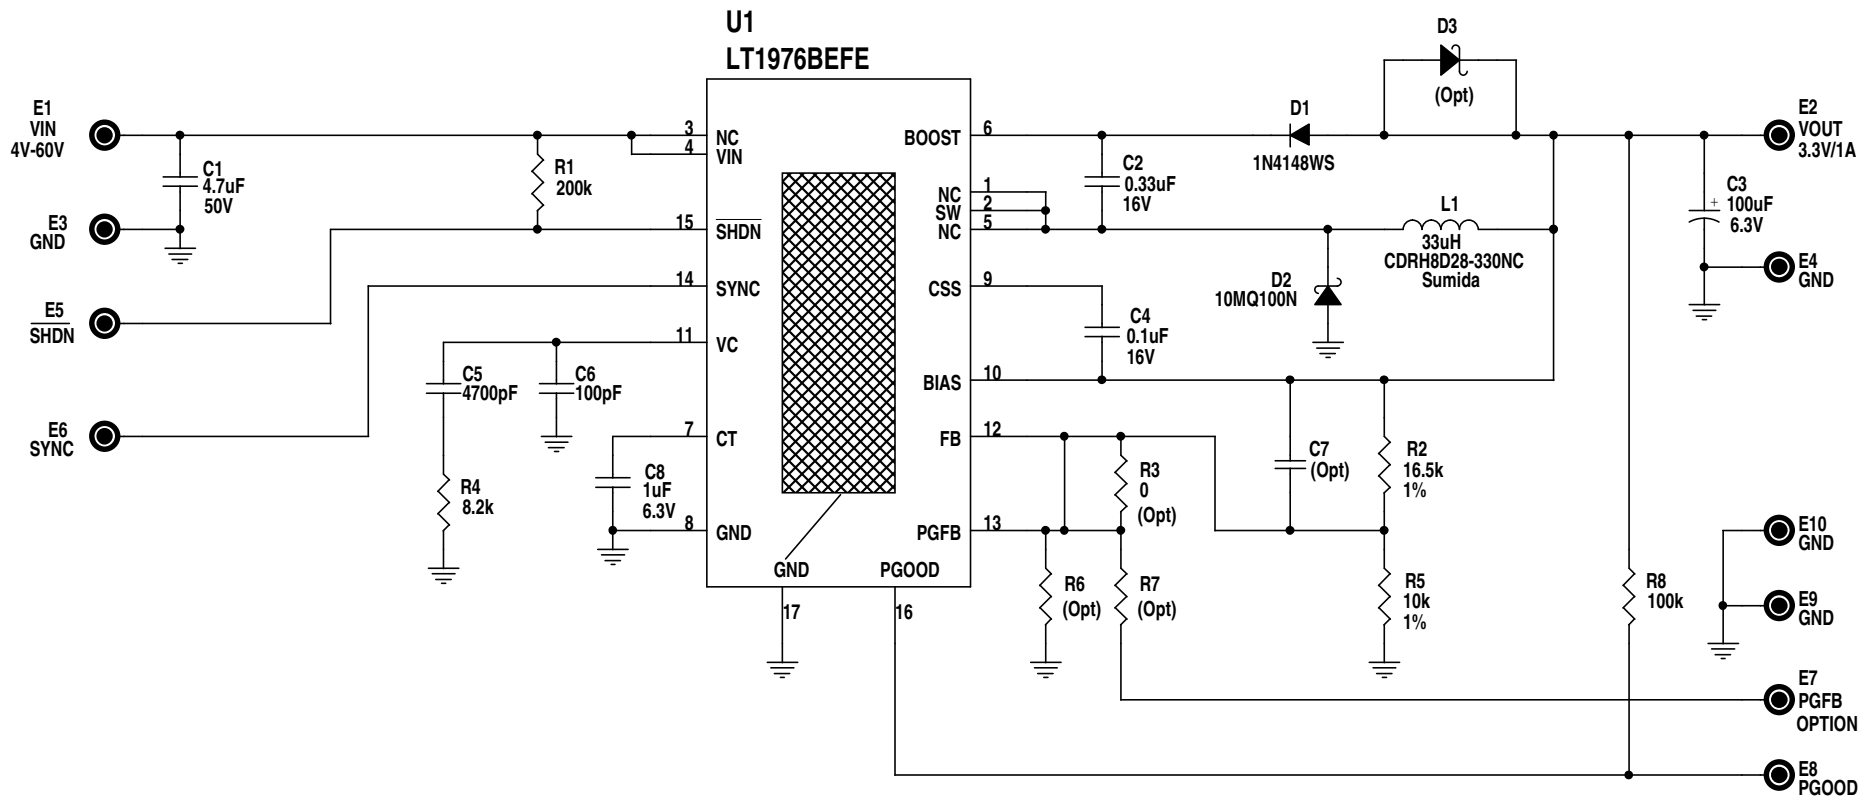 U1
LT1976BEFE
E1
VIN
4V-60V
C1
4.7uF
50V
E3
GND
R1
200k
E5
SHDN
E6
SYNC
C5
4700pF
C6
100pF
R4
8.2k
C8
1uF
6.3V
3
NC
4
VIN
15
SHDN
14
SYNC
11
VC
7
CT
8
GND
GND
17
PGOOD
16
BOOST
6
NC
1
SW
2
NC
5
CSS
9
BIAS
10
FB
12
PGFB
13
C2
0.33uF
16V
D1
1N4148WS
D3
(Opt)
L1
33uH
CDRH8D28-330NC
Sumida
D2
10MQ100N
C4
0.1uF
16V
R3
0
(Opt)
R6
(Opt)
R7
(Opt)
C7
(Opt)
R2
16.5k
1%
R5
10k
1%
R8
100k
+
C3
100uF
6.3V
E2
VOUT
3.3V/1A
E4
GND
E10
GND
E9
GND
E7
PGFB
OPTION
E8
PGOOD